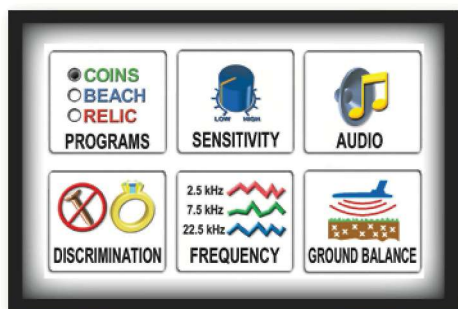 COINS
BEACH
RELIC
PROGRAMS
LOW HIGH
SENSITIVITY
AUDIO
DISCRIMINATION
2.5 kHz
7.5 kHz
22.5 kHz
FREQUENCY
GROUND BALANCE